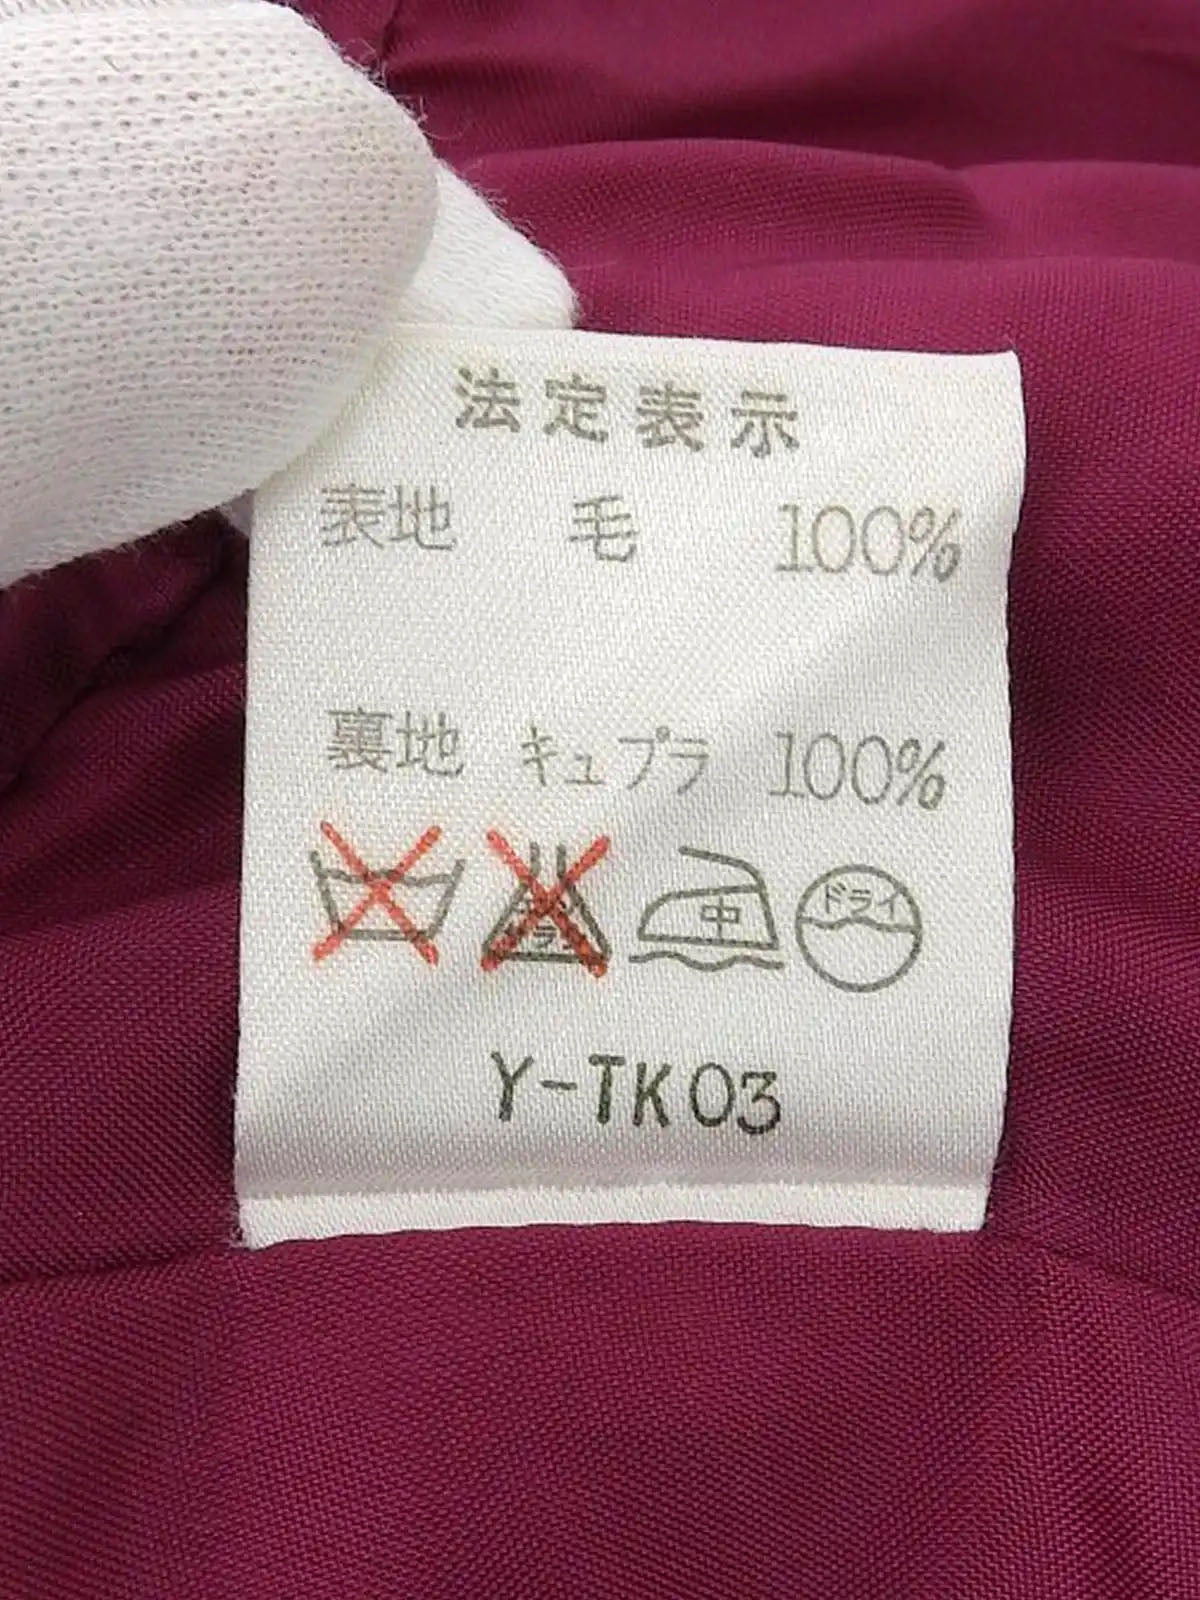 法定表示
表地 毛 100%
裏地 キュプラ 100%
中 ドライ
Y-TK03